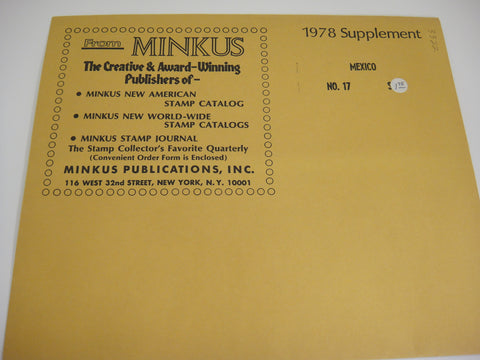 From MINKUS
The Creative & Award-Winning
Publishers of-
• MINKUS NEW AMERICAN
STAMP CATALOG
• MINKUS NEW WORLD-WIDE
STAMP CATALOGS
• MINKUS STAMP JOURNAL
The Stamp Collector's Favorite Quarterly
(Convenient Order Form is Enclosed)
MINKUS PUBLICATIONS, INC.
116 WEST 32nd STREET, NEW YORK, N.Y. 10001
1978 Supplement
MEXICO
NO. 17